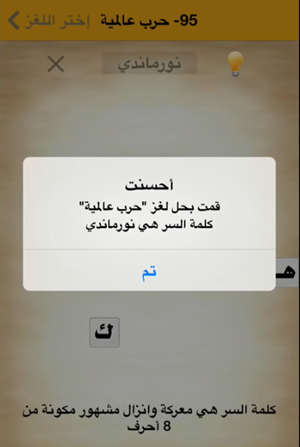 95- حرب عالمية
إختر اللغز
نورماندي
أحسنت
قمت بحل لغز "حرب عالمية"
كلمة السر هي نورماندي
تم
هـ
ك
كلمة السر هي معركة وانزال مشهور مكونة من
8 أحرف